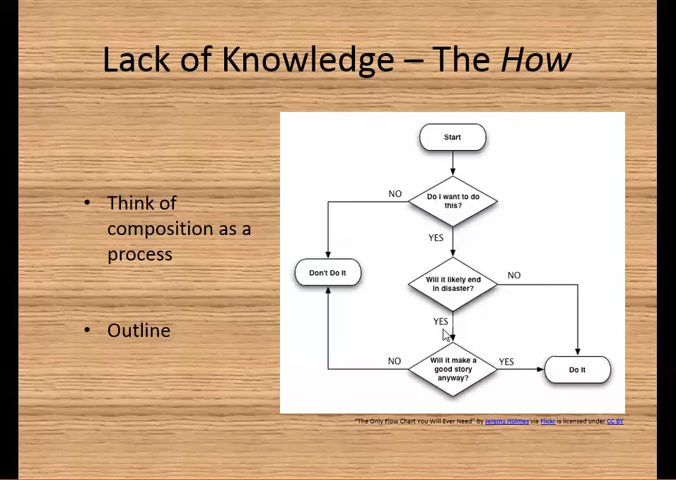 Lack of Knowledge – The How
• Think of
composition as a
process
• Outline
Start
Do I want to do
this?
NO
YES
Don't Do It
Will it likely end
in disaster?
NO
YES
Will it make a
good story
anyway?
NO
YES
Do It
"The Only Flow Chart You Will Ever Need" by Jeremy Holmes via Flickr is licensed under CC BY